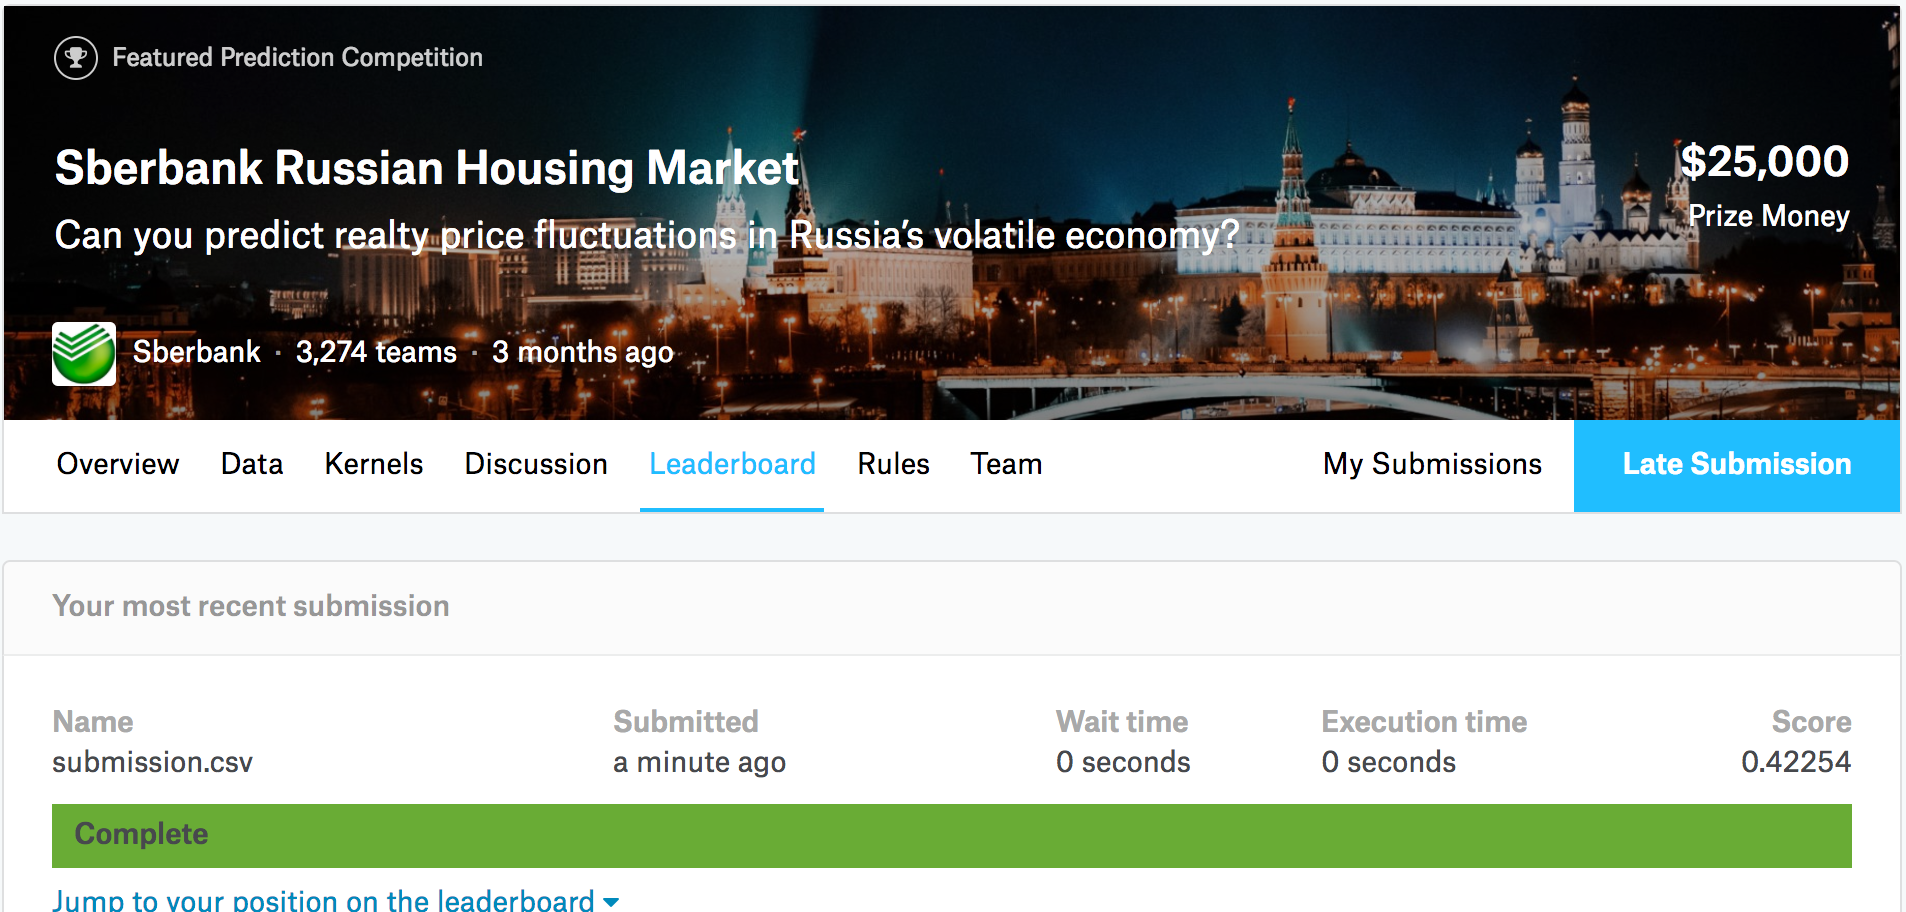 Featured Prediction Competition
Sberbank Russian Housing Market
$25,000
Can you predict realty price fluctuations in Russia’s volatile economy?
Prize Money
Sberbank · 3,274 teams · 3 months ago
Overview Data Kernels Discussion Leaderboard Rules Team My Submissions Late Submission
Your most recent submission
Name Submitted Wait time Execution time Score
submission.csv a minute ago 0 seconds 0 seconds 0.42254
Complete
Jump to your position on the leaderboard